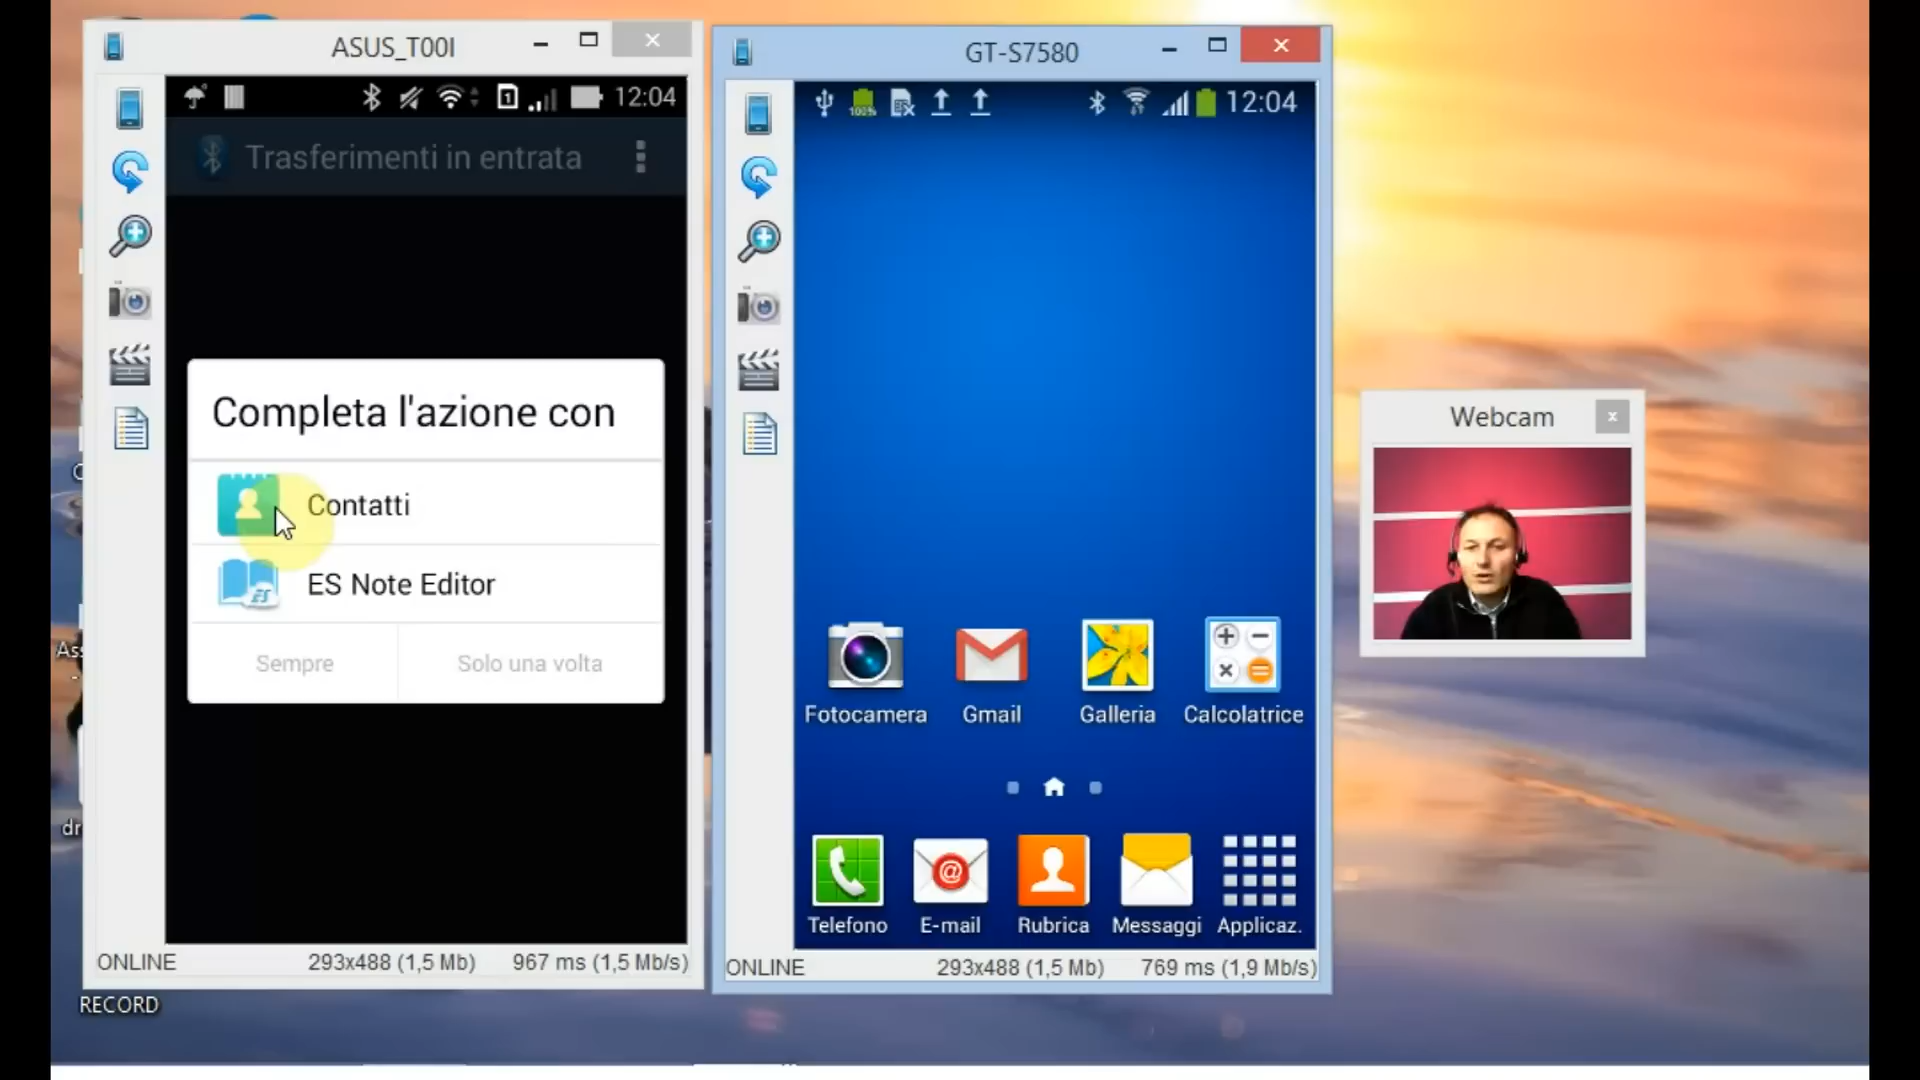 ASUS_T00I
12:04
Trasferimenti in entrata
Completa l'azione con
Contatti
ES Note Editor
Sempre
Solo una volta
ONLINE
293x488 (1,5 Mb)
967 ms (1,5 Mb/s)
RECORD
GT-S7580
100%
12:04
Fotocamera
Gmail
Galleria
Calcolatrice
Telefono
E-mail
Rubrica
Messaggi
Applicaz.
ONLINE
293x488 (1,5 Mb)
769 ms (1,9 Mb/s)
Webcam
x